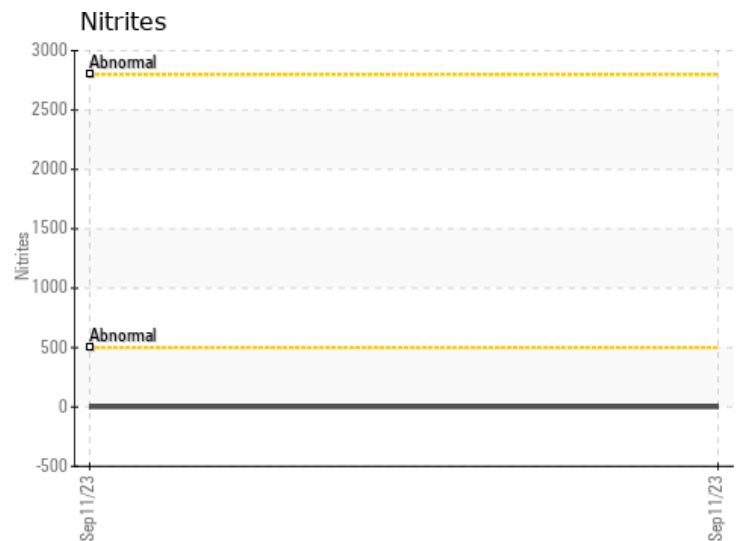 Nitrites
3000
Abnormal
2500
2000
1500
Nitrites
1000
Abnormal
500
0
-500
Sep11/23
Sep11/23